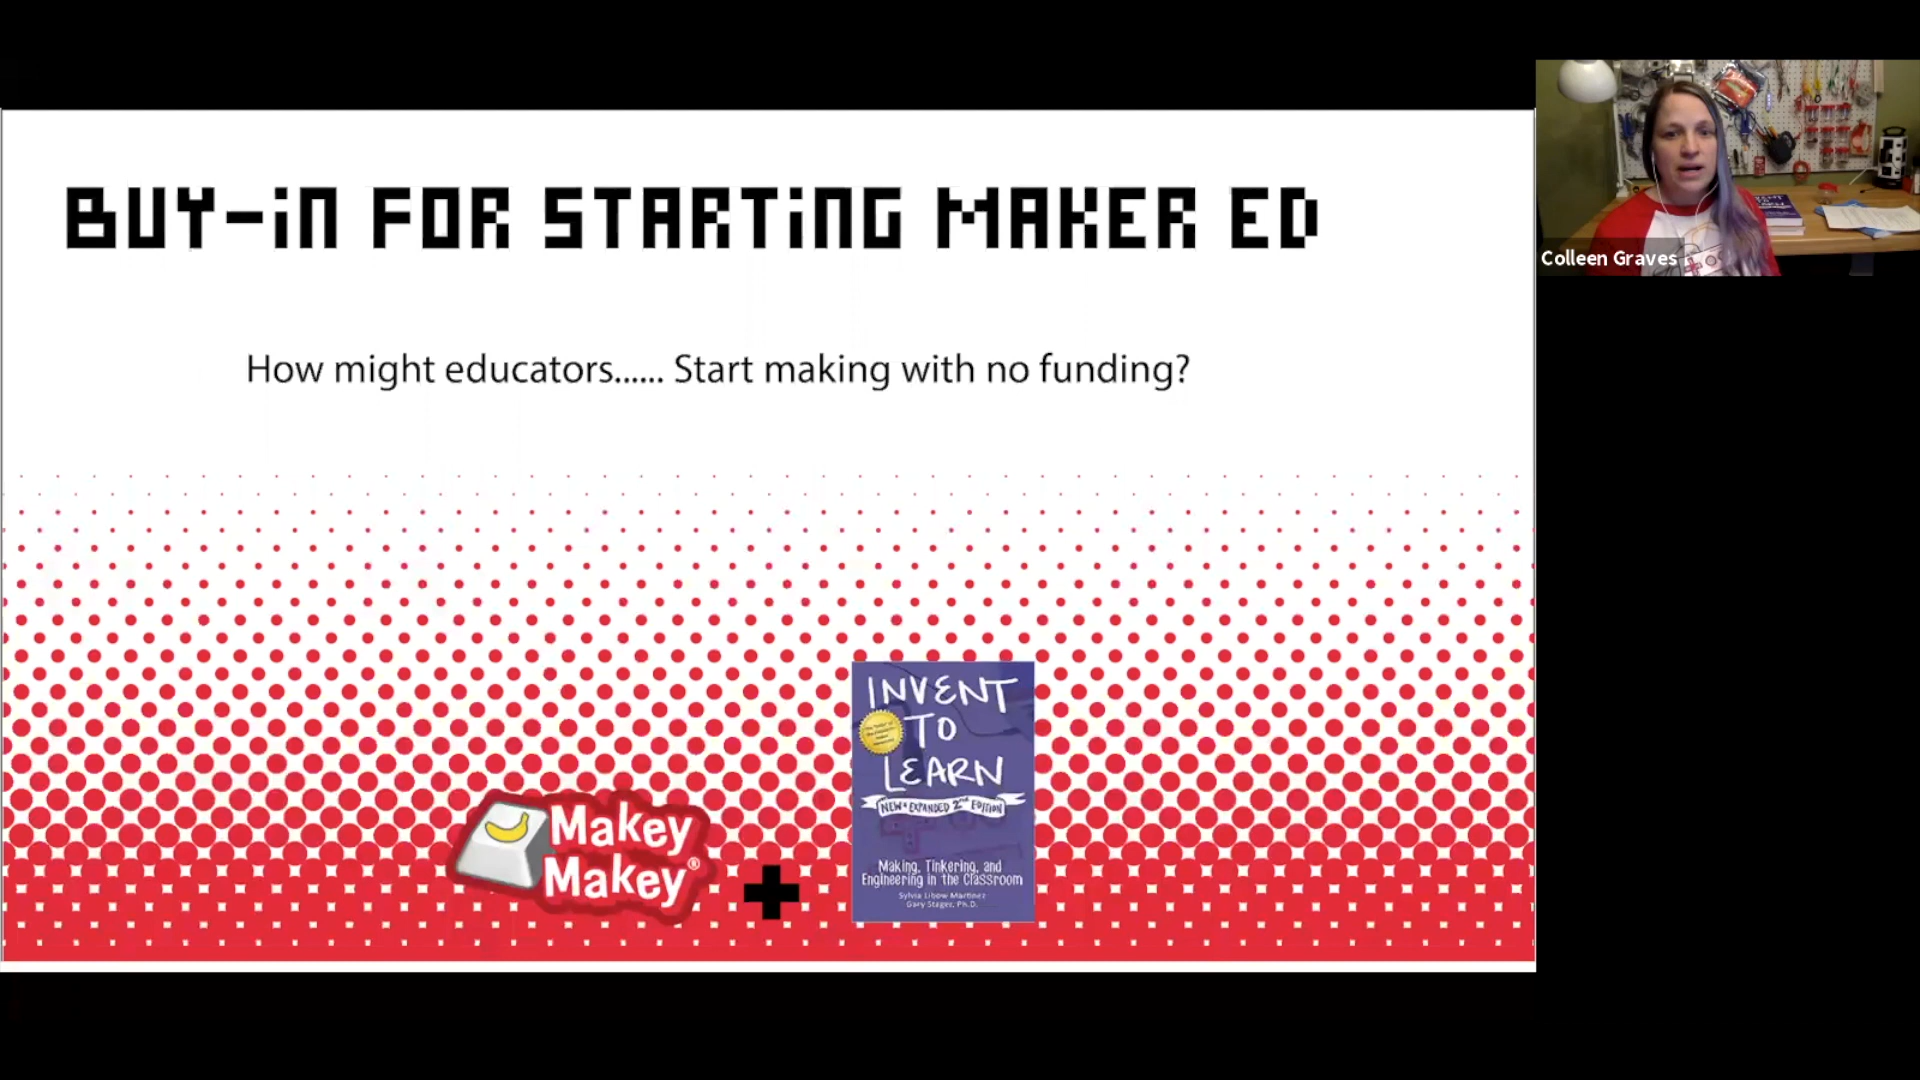 BUY-iN FOR STARTiNG MAKER ED
How might educators...... Start making with no funding?
Makey
Makey®
INVENT
TO
LEARN
NEW • EXPANDED 2nd EDITION
Making, Tinkering, and
Engineering in the Classroom
Sylvia Libow Martinez
Gary Stager, Ph.D.
Colleen Graves